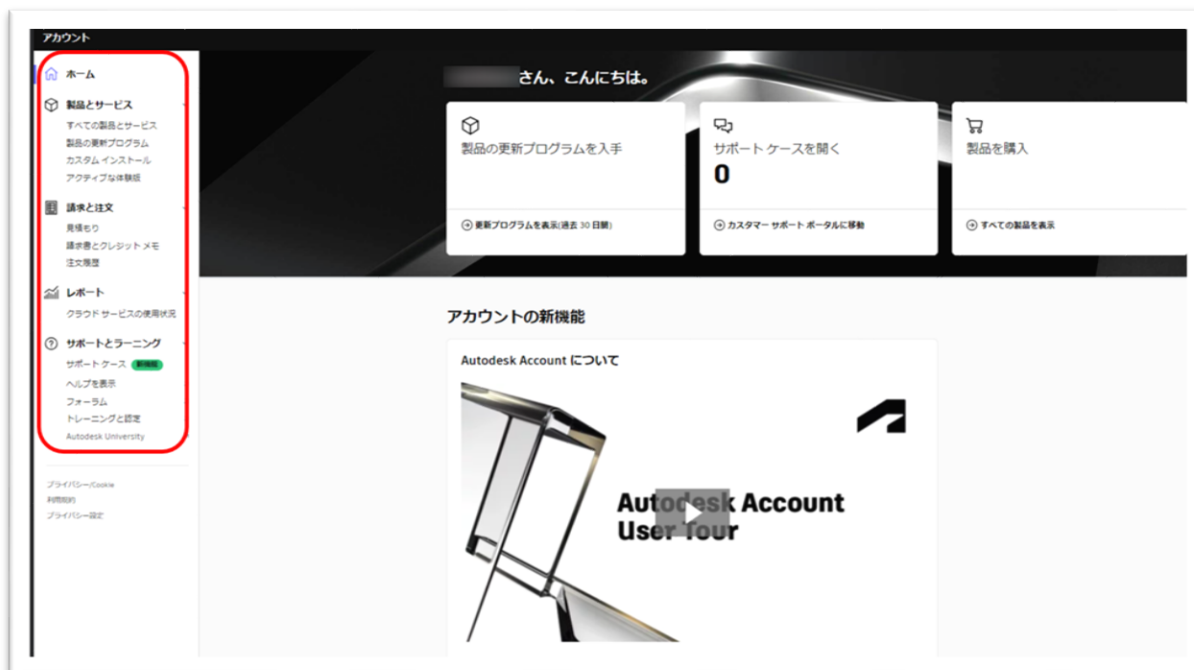 アカウント
ホーム
製品とサービス
すべての製品とサービス
製品の更新プログラム
カスタム インストール
アクティブな体験版
請求と注文
見積もり
請求書とクレジット メモ
注文履歴
レポート
クラウド サービスの使用状況
サポートとラーニング
サポート ケース 新機能
ヘルプを表示
フォーラム
トレーニングと認定
Autodesk University
プライバシー/Cookie
利用規約
プライバシー設定
さん、こんにちは。
製品の更新プログラムを入手
更新プログラムを表示(過去 30 日間)
サポート ケースを開く
0
カスタマー サポート ポータルに移動
製品を購入
すべての製品を表示
アカウントの新機能
Autodesk Account について
Autodesk Account
User Tour